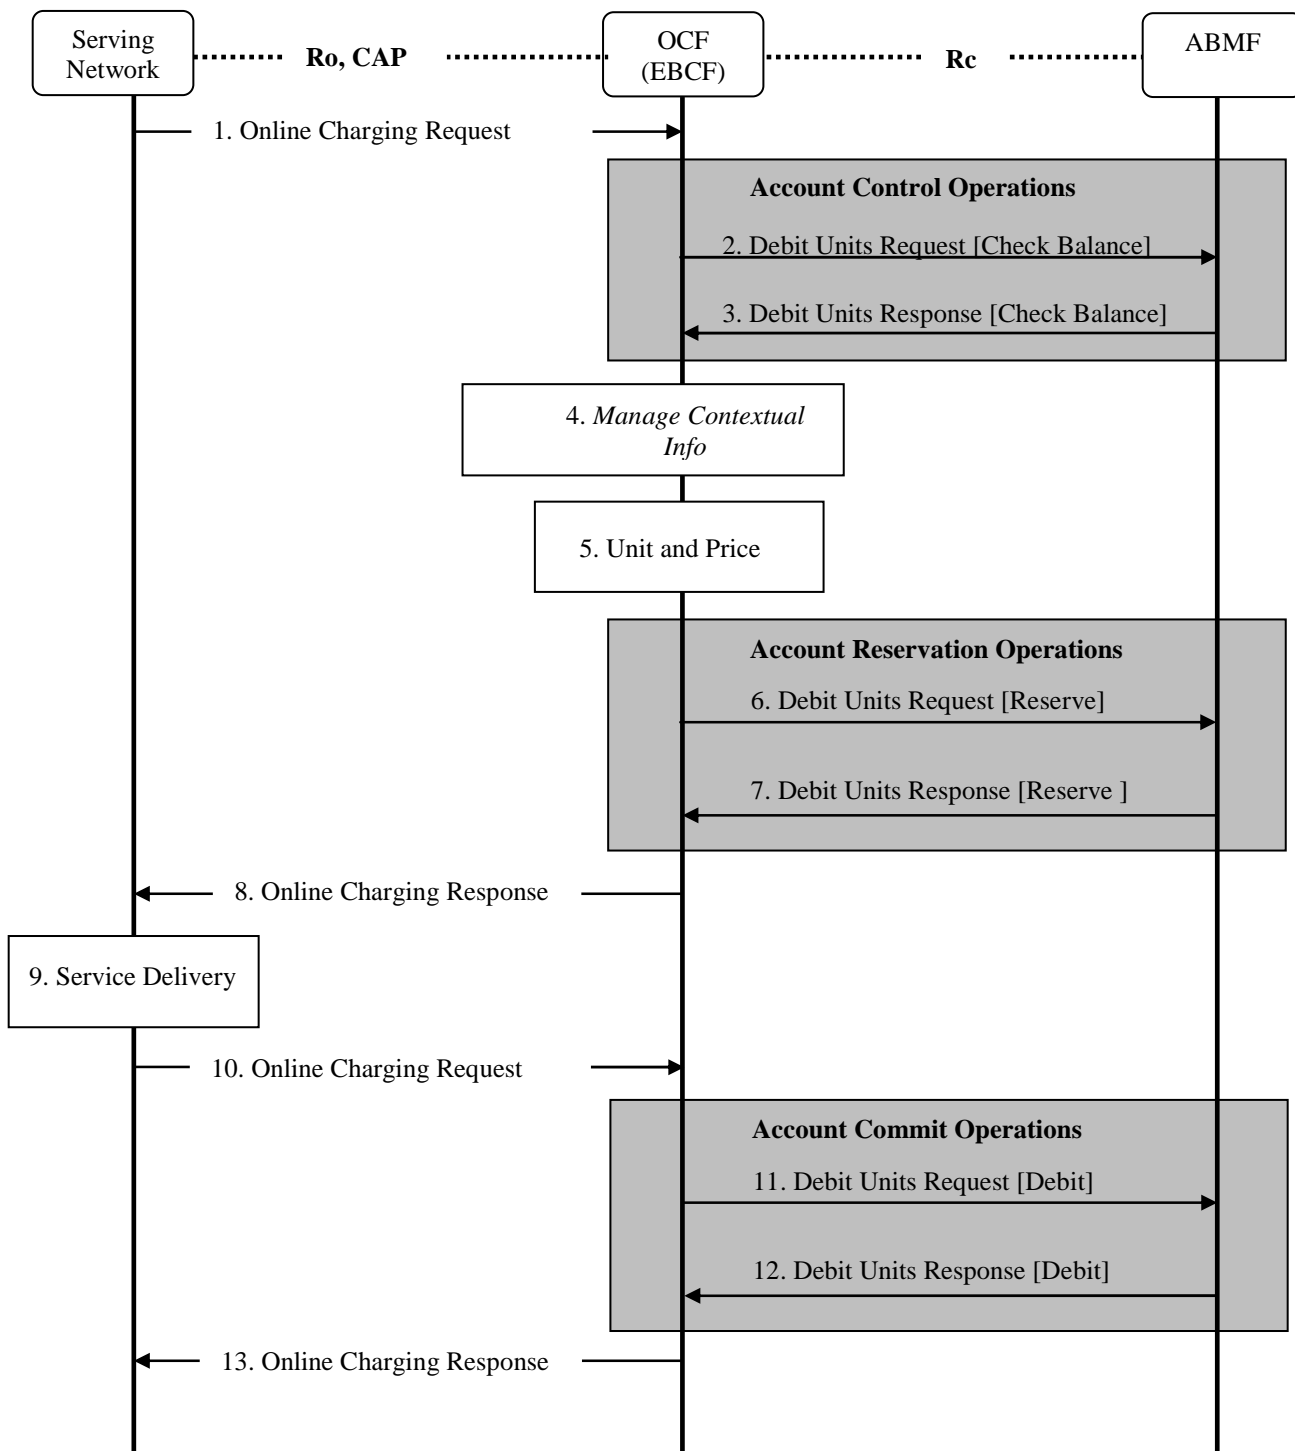 Serving
Network
Ro, CAP
OCF
(EBCF)
Rc
ABMF
1. Online Charging Request
Account Control Operations
2. Debit Units Request [Check Balance]
3. Debit Units Response [Check Balance]
4. Manage Contextual
Info
5. Unit and Price
Account Reservation Operations
6. Debit Units Request [Reserve]
7. Debit Units Response [Reserve ]
8. Online Charging Response
9. Service Delivery
10. Online Charging Request
Account Commit Operations
11. Debit Units Request [Debit]
12. Debit Units Response [Debit]
13. Online Charging Response